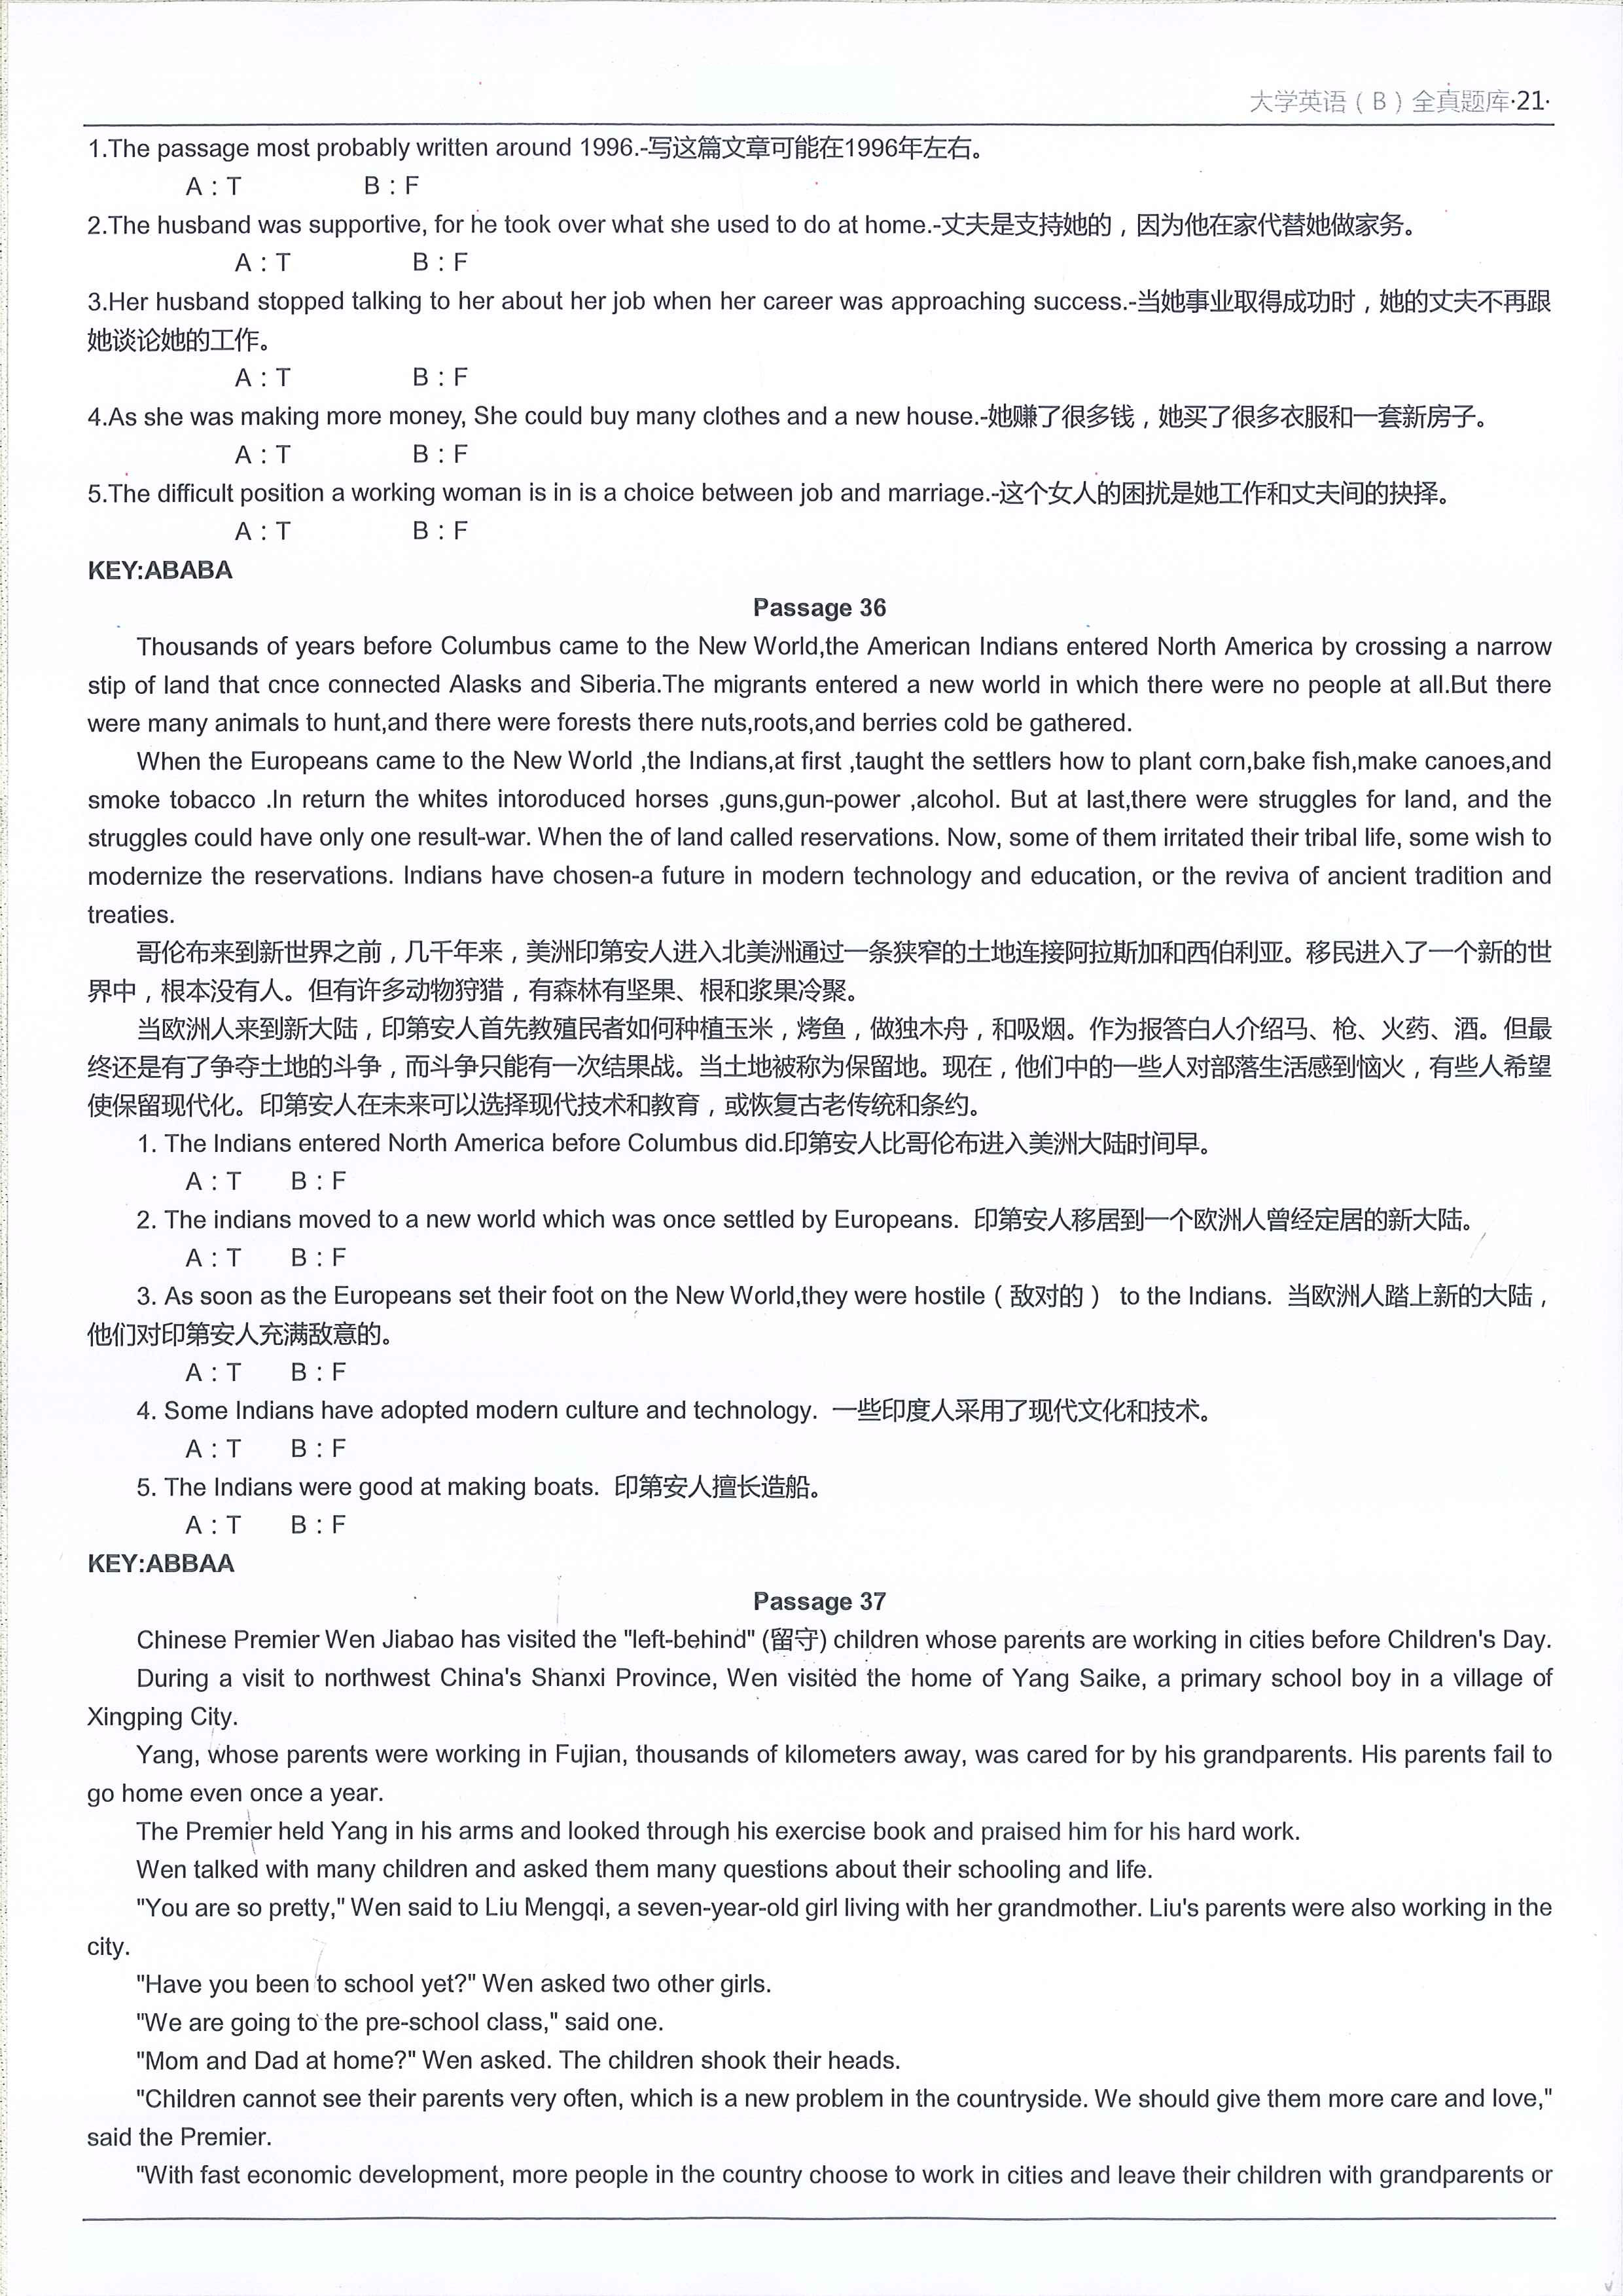 大学英语（B）全真题库·21·
1.The passage most probably written around 1996.-写这篇文章可能在1996年左右。
A：T B：F
2.The husband was supportive, for he took over what she used to do at home.-丈夫是支持她的，因为他在家代替她做家务。
A：T B：F
3.Her husband stopped talking to her about her job when her career was approaching success.-当她事业取得成功时，她的丈夫不再跟
她谈论她的工作。
A：T B：F
4.As she was making more money, She could buy many clothes and a new house.-她赚了很多钱，她买了很多衣服和一套新房子。
A：T B：F
5.The difficult position a working woman is in is a choice between job and marriage.-这个女人的困扰是她工作和丈夫间的抉择。
A：T B：F
KEY:ABABA
Passage 36
Thousands of years before Columbus came to the New World,the American Indians entered North America by crossing a narrow
stip of land that cnce connected Alasks and Siberia.The migrants entered a new world in which there were no people at all.But there
were many animals to hunt,and there were forests there nuts,roots,and berries cold be gathered.
When the Europeans came to the New World ,the Indians,at first ,taught the settlers how to plant corn,bake fish,make canoes,and
smoke tobacco .In return the whites intoroduced horses ,guns,gun-power ,alcohol. But at last,there were struggles for land, and the
struggles could have only one result-war. When the of land called reservations. Now, some of them irritated their tribal life, some wish to
modernize the reservations. Indians have chosen-a future in modern technology and education, or the reviva of ancient tradition and
treaties.
哥伦布来到新世界之前，几千年来，美洲印第安人进入北美洲通过一条狭窄的土地连接阿拉斯加和西伯利亚。移民进入了一个新的世
界中，根本没有人。但有许多动物狩猎，有森林有坚果、根和浆果冷聚。
当欧洲人来到新大陆，印第安人首先教殖民者如何种植玉米，烤鱼，做独木舟，和吸烟。作为报答白人介绍马、枪、火药、酒。但最
终还是有了争夺土地的斗争，而斗争只能有一次结果战。当土地被称为保留地。现在，他们中的一些人对部落生活感到恼火，有些人希望
使保留现代化。印第安人在未来可以选择现代技术和教育，或恢复古老传统和条约。
1. The Indians entered North America before Columbus did.印第安人比哥伦布进入美洲大陆时间早。
A：T B：F
2. The indians moved to a new world which was once settled by Europeans. 印第安人移居到一个欧洲人曾经定居的新大陆。
A：T B：F
3. As soon as the Europeans set their foot on the New World,they were hostile（敌对的） to the Indians. 当欧洲人踏上新的大陆，
他们对印第安人充满敌意的。
A：T B：F
4. Some Indians have adopted modern culture and technology. 一些印度人采用了现代文化和技术。
A：T B：F
5. The Indians were good at making boats. 印第安人擅长造船。
A：T B：F
KEY:ABBAA
Passage 37
Chinese Premier Wen Jiabao has visited the "left-behind" (留守) children whose parents are working in cities before Children's Day.
During a visit to northwest China's Shanxi Province, Wen visited the home of Yang Saike, a primary school boy in a village of
Xingping City.
Yang, whose parents were working in Fujian, thousands of kilometers away, was cared for by his grandparents. His parents fail to
go home even once a year.
The Premier held Yang in his arms and looked through his exercise book and praised him for his hard work.
Wen talked with many children and asked them many questions about their schooling and life.
"You are so pretty," Wen said to Liu Mengqi, a seven-year-old girl living with her grandmother. Liu's parents were also working in the
city.
"Have you been to school yet?" Wen asked two other girls.
"We are going to the pre-school class," said one.
"Mom and Dad at home?" Wen asked. The children shook their heads.
"Children cannot see their parents very often, which is a new problem in the countryside. We should give them more care and love,"
said the Premier.
"With fast economic development, more people in the country choose to work in cities and leave their children with grandparents or